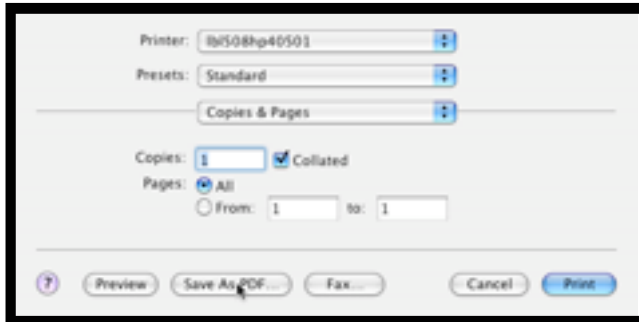 Printer: lbl508hp40501
Presets: Standard
Copies & Pages
Copies: 1 Collated
Pages: All
From: 1 to: 1
? Preview Save As PDF... Fax... Cancel Print